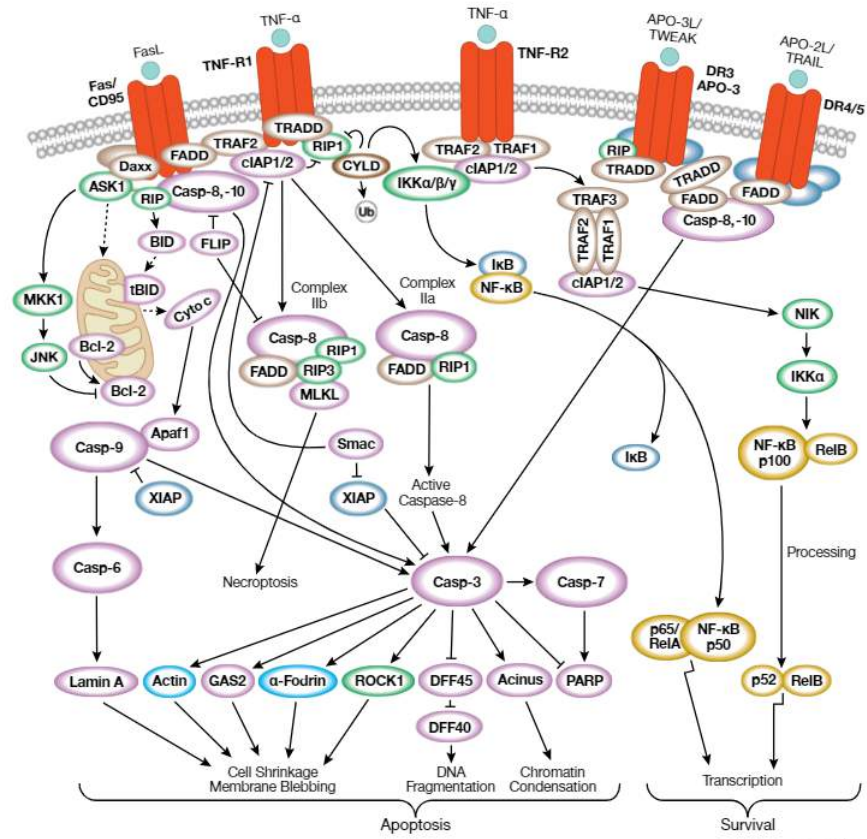 TNF-α
TNF-α
APO-3L/
TWEAK
APO-2L/
TRAIL
FasL
TNF-R1
TNF-R2
Fas/
CD95
DR3
APO-3
DR4/5
TRADD
TRAF2
RIP1
TRAF2
TRAF1
RIP
FADD
cIAP1/2
CYLD
cIAP1/2
TRADD
TRADD
Daxx
IKKα/β/γ
FADD
FADD
ASK1
RIP
Casp-8,-10
Ub
TRAF3
Casp-8,-10
BID
FLIP
TRAF2
TRAF1
IκB
NF-κB
tBID
Cyto c
cIAP1/2
MKK1
Complex
IIb
Complex
IIa
NIK
Casp-8
Casp-8
JNK
Bcl-2
RIP1
FADD
RIP3
FADD
RIP1
IKKα
Bcl-2
MLKL
Apaf1
Casp-9
Smac
NF-κB
p100
RelB
IκB
XIAP
XIAP
Active
Caspase-8
Processing
Casp-6
Necroptosis
Casp-3
Casp-7
p65/
RelA
NF-κB
p50
Lamin A
Actin
GAS2
α-Fodrin
ROCK1
DFF45
Acinus
PARP
p52
RelB
DFF40
Cell Shrinkage
Membrane Blebbing
DNA
Fragmentation
Chromatin
Condensation
Transcription
Apoptosis
Survival